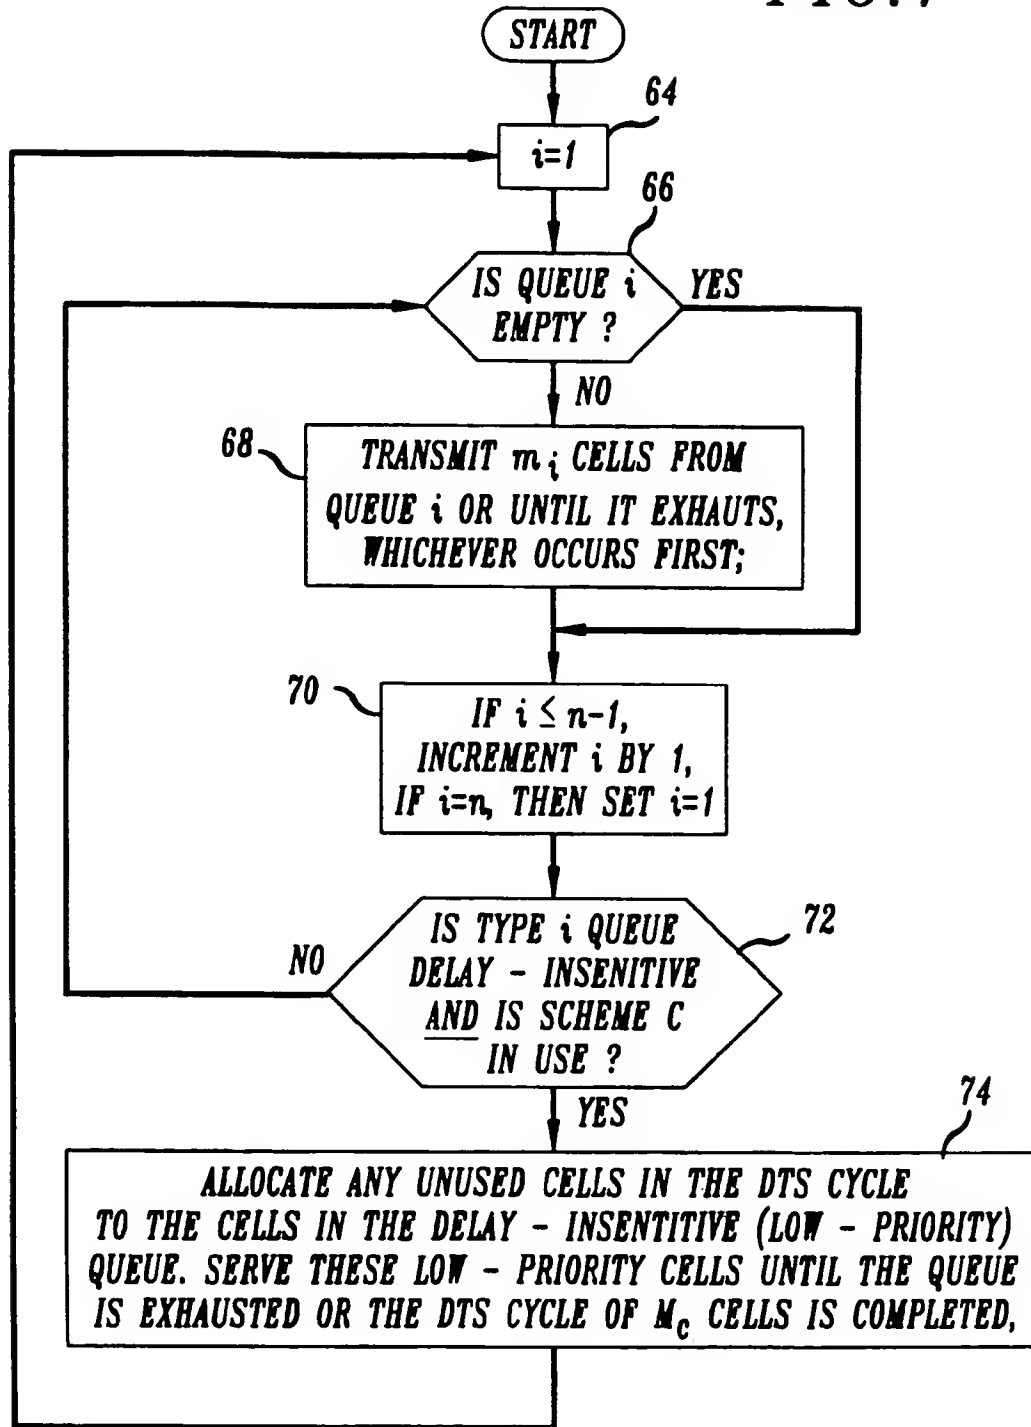 FIG.7
START
64
i=1
66
IS QUEUE i
EMPTY ?
YES
NO
68
TRANSMIT mi CELLS FROM
QUEUE i OR UNTIL IT EXHAUTS,
WHICHEVER OCCURS FIRST;
70
IF i ≤ n-1,
INCREMENT i BY 1,
IF i=n, THEN SET i=1
72
IS TYPE i QUEUE
DELAY - INSENITIVE
AND IS SCHEME C
IN USE ?
NO
YES
74
ALLOCATE ANY UNUSED CELLS IN THE DTS CYCLE
TO THE CELLS IN THE DELAY - INSENTITIVE (LOW - PRIORITY)
QUEUE. SERVE THESE LOW - PRIORITY CELLS UNTIL THE QUEUE
IS EXHAUSTED OR THE DTS CYCLE OF Mc CELLS IS COMPLETED,